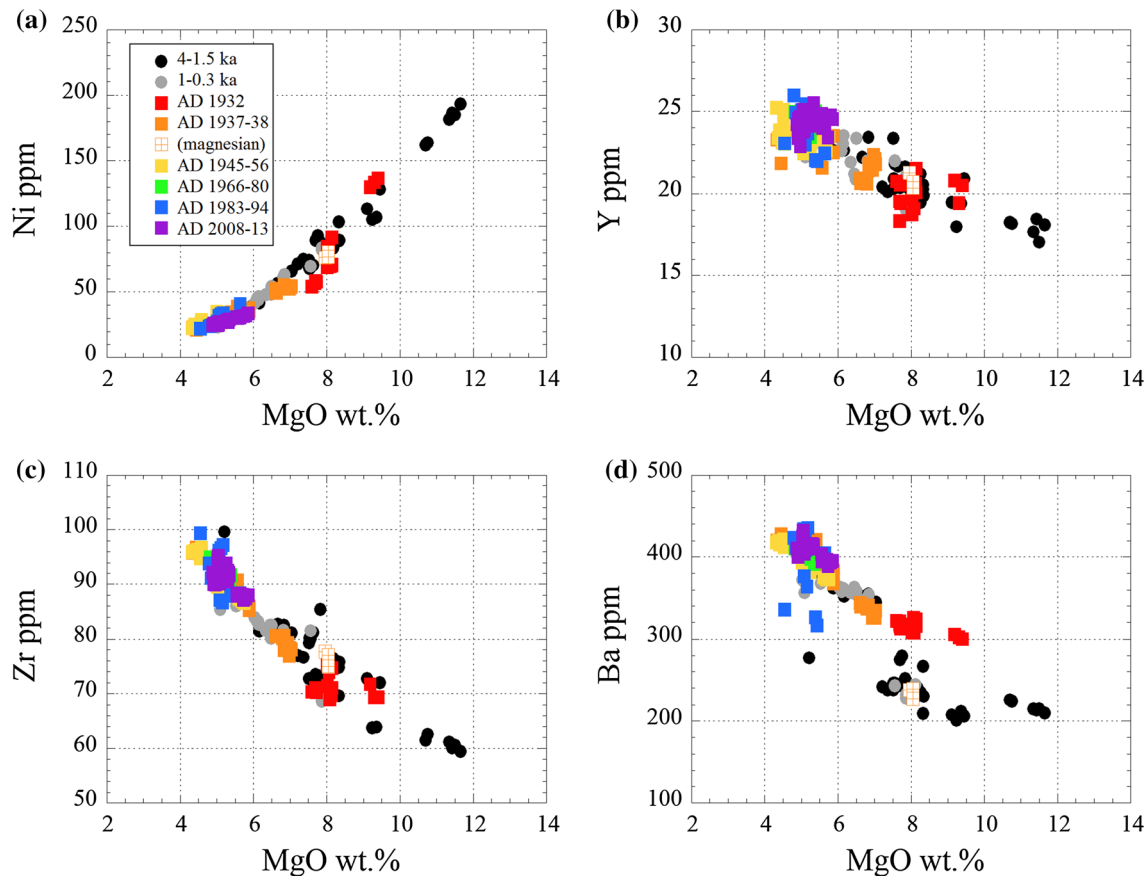 (a)
250
200
150
100
50
0
Ni ppm
4-1.5 ka
1-0.3 ka
AD 1932
AD 1937-38
(magnesian)
AD 1945-56
AD 1966-80
AD 1983-94
AD 2008-13
2 4 6 8 10 12 14
MgO wt.%
(b)
30
25
20
15
10
Y ppm
2 4 6 8 10 12 14
MgO wt.%
(c)
110
100
90
80
70
60
50
Zr ppm
2 4 6 8 10 12 14
MgO wt.%
(d)
500
400
300
200
100
Ba ppm
2 4 6 8 10 12 14
MgO wt.%